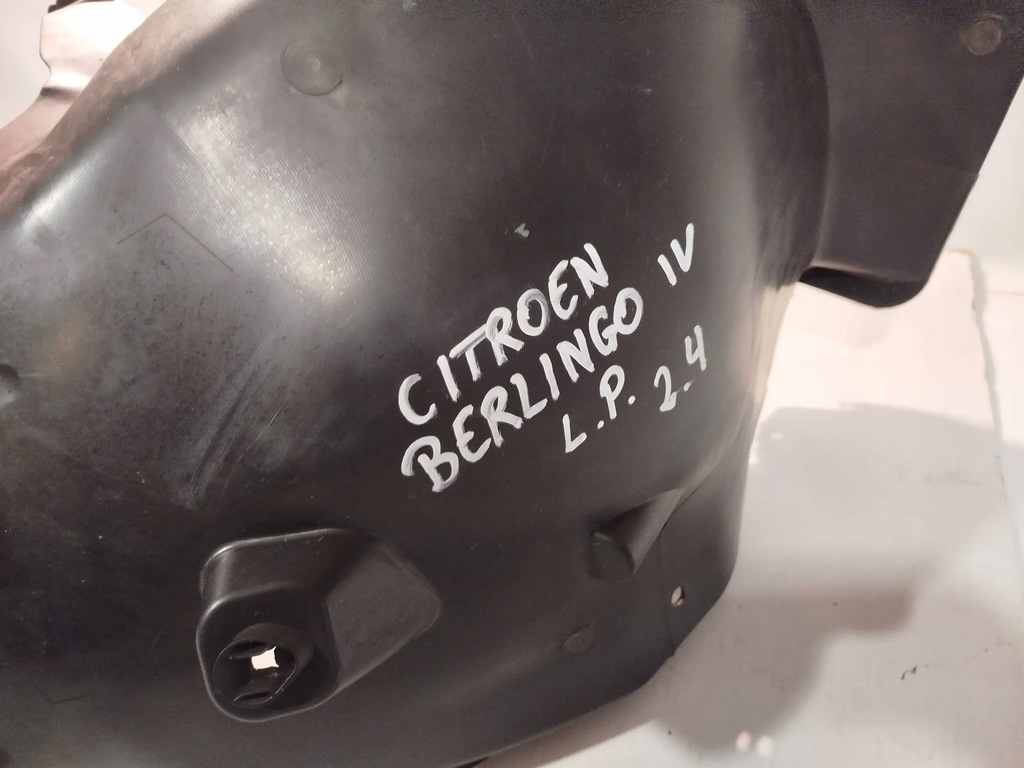 CITROEN
BERLINGO IV
L.P. 2.4